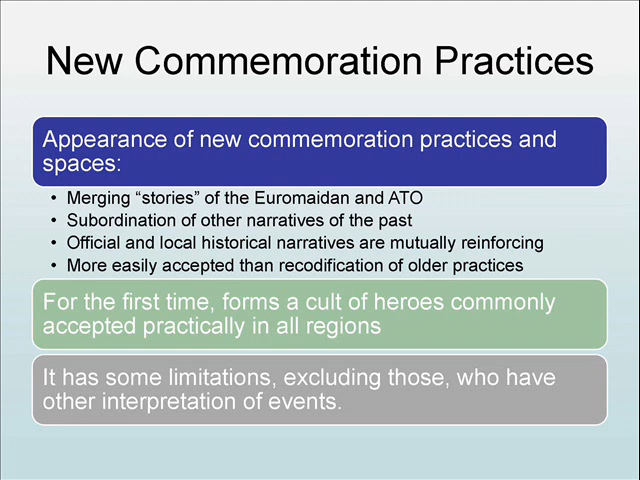 New Commemoration Practices
Appearance of new commemoration practices and
spaces:
• Merging “stories” of the Euromaidan and ATO
• Subordination of other narratives of the past
• Official and local historical narratives are mutually reinforcing
• More easily accepted than recodification of older practices
For the first time, forms a cult of heroes commonly
accepted practically in all regions
It has some limitations, excluding those, who have
other interpretation of events.